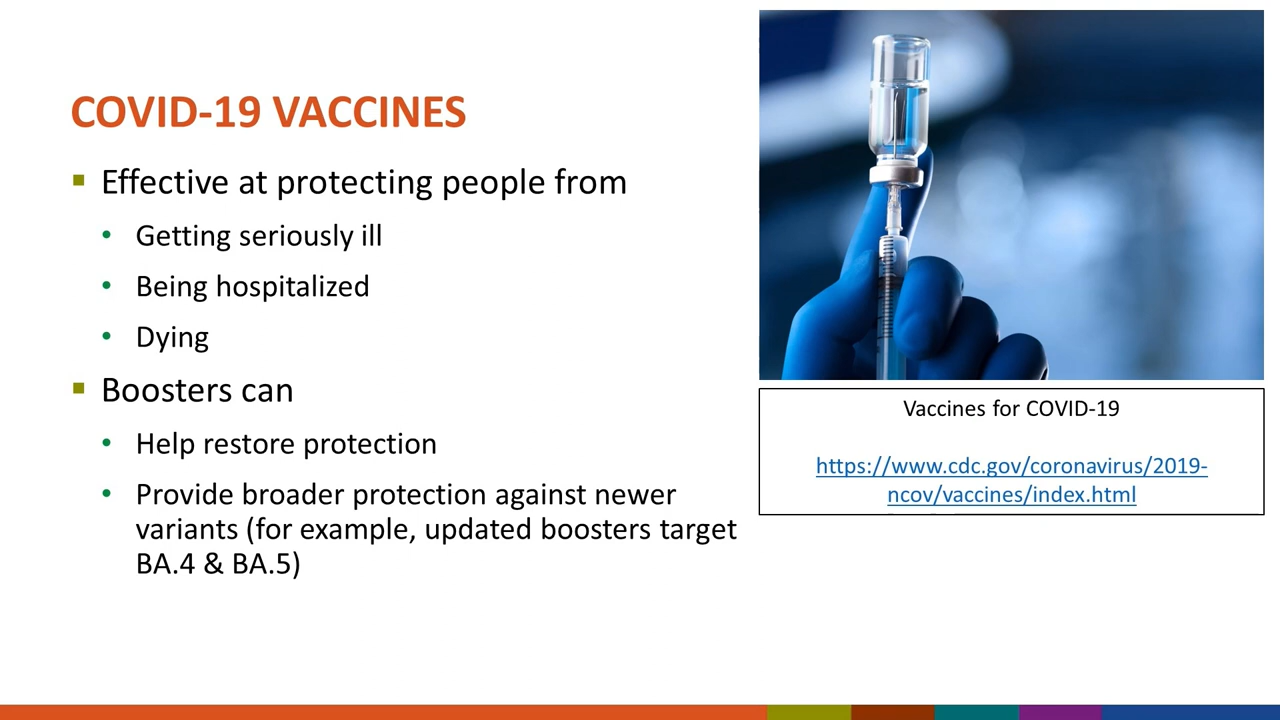 COVID-19 VACCINES
Effective at protecting people from
Getting seriously ill
Being hospitalized
Dying
Boosters can
Help restore protection
Provide broader protection against newer
variants (for example, updated boosters target
BA.4 & BA.5)
Vaccines for COVID-19
https://www.cdc.gov/coronavirus/2019-
ncov/vaccines/index.html